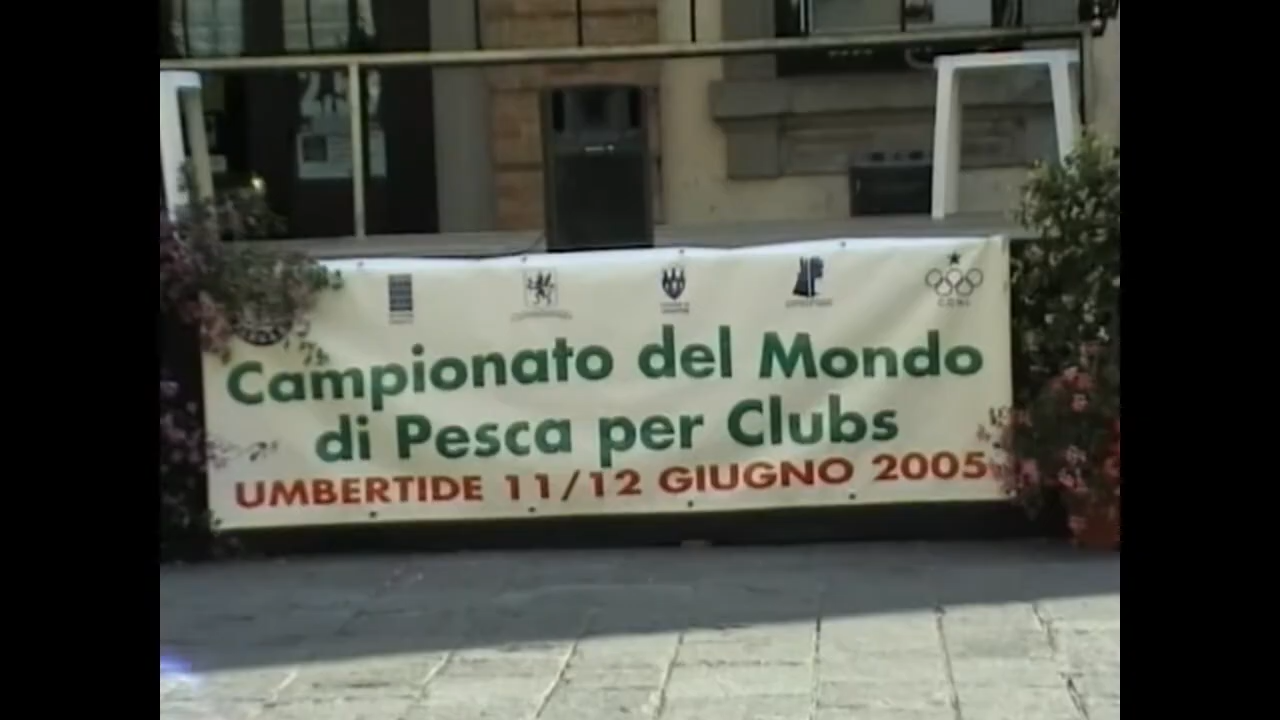 Campionato del Mondo
di Pesca per Clubs
UMBERTIDE 11/12 GIUGNO 2005